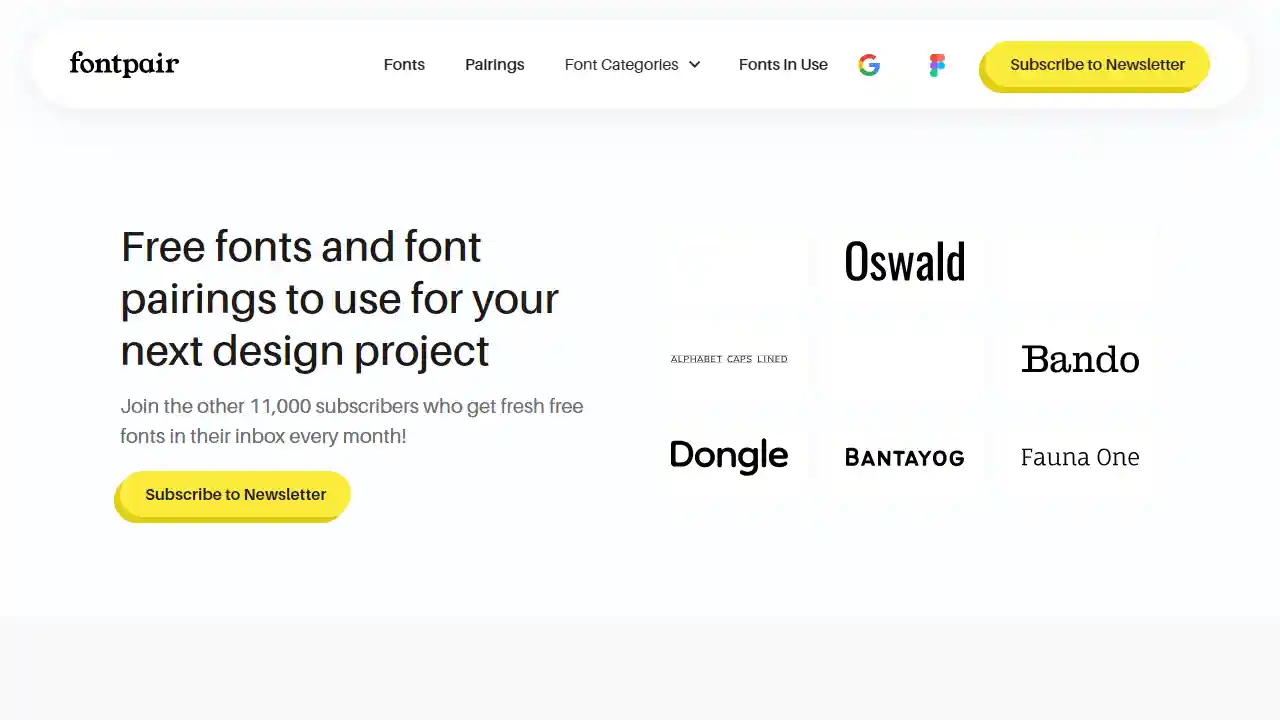 fontpair
Fonts
Pairings
Font Categories
Fonts In Use
Subscribe to Newsletter
Free fonts and font
pairings to use for your
next design project
Join the other 11,000 subscribers who get fresh free
fonts in their inbox every month!
Subscribe to Newsletter
Oswald
ALPHABET CAPS LINED
Bando
Dongle
BANTAYOG
Fauna One